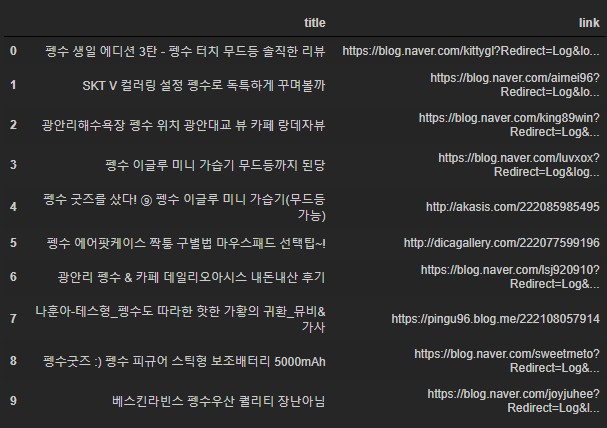 title link
0 펭수 생일 에디션 3탄 - 펭수 터치 무드등 솔직한 리뷰 https://blog.naver.com/kittygl?Redirect=Log&lo...
1 SKT V 컬러링 설정 펭수로 독특하게 꾸며볼까 https://blog.naver.com/aimei96?
Redirect=Log&lo...
2 광안리해수욕장 펭수 위치 광안대교 뷰 카페 랑데자뷰 https://blog.naver.com/king89win?
Redirect=Log&...
3 펭수 이글루 미니 가습기 무드등까지 된당 https://blog.naver.com/luvxox?
Redirect=Log&log...
4 펭수 굿즈를 샀다! ⑨ 펭수 이글루 미니 가습기(무드등
가능) http://akasis.com/222085985495
5 펭수 에어팟케이스 짝퉁 구별법 마우스패드 선택팁~! http://dicagallery.com/222077599196
6 광안리 펭수 & 카페 데일리오아시스 내돈내산 후기 https://blog.naver.com/lsj920910?
Redirect=Log&...
7 나훈아-테스형_펭수도 따라한 핫한 가황의 귀환_뮤비&
가사 https://pingu96.blog.me/222108057914
8 펭수굿즈 :) 펭수 피규어 스틱형 보조배터리 5000mAh https://blog.naver.com/sweetmeto?
Redirect=Log&...
9 베스킨라빈스 펭수우산 퀄리티 장난아님 https://blog.naver.com/joyjuhee?
Redirect=Log&l...